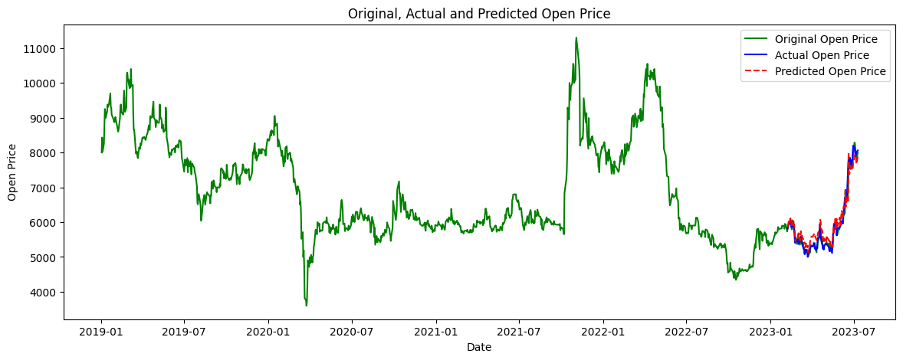 Original, Actual and Predicted Open Price
Original Open Price
Actual Open Price
Predicted Open Price
Open Price
11000
10000
9000
8000
7000
6000
5000
4000
2019-01 2019-07 2020-01 2020-07 2021-01 2021-07 2022-01 2022-07 2023-01 2023-07
Date